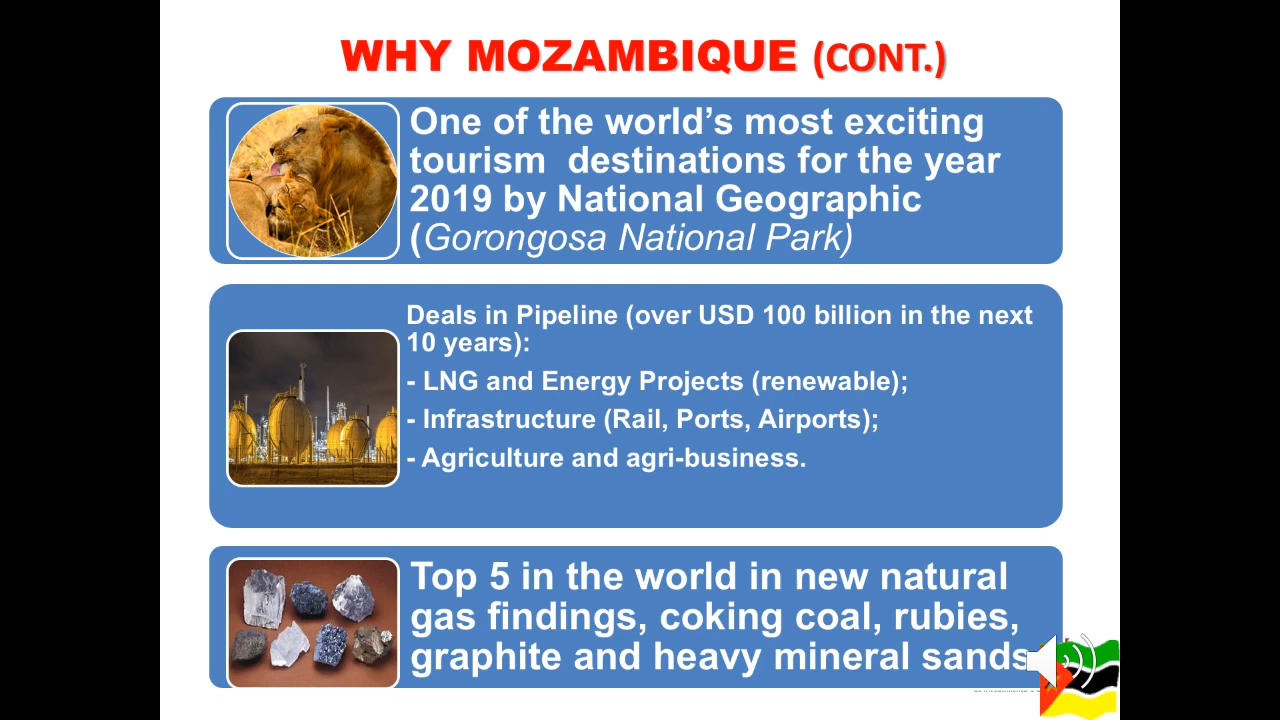 WHY MOZAMBIQUE (CONT.)
One of the world’s most exciting
tourism  destinations for the year
2019 by National Geographic
(Gorongosa National Park)
Deals in Pipeline (over USD 100 billion in the next
10 years):
- LNG and Energy Projects (renewable);
- Infrastructure (Rail, Ports, Airports);
- Agriculture and agri-business.
Top 5 in the world in new natural
gas findings, coking coal, rubies,
graphite and heavy mineral sands